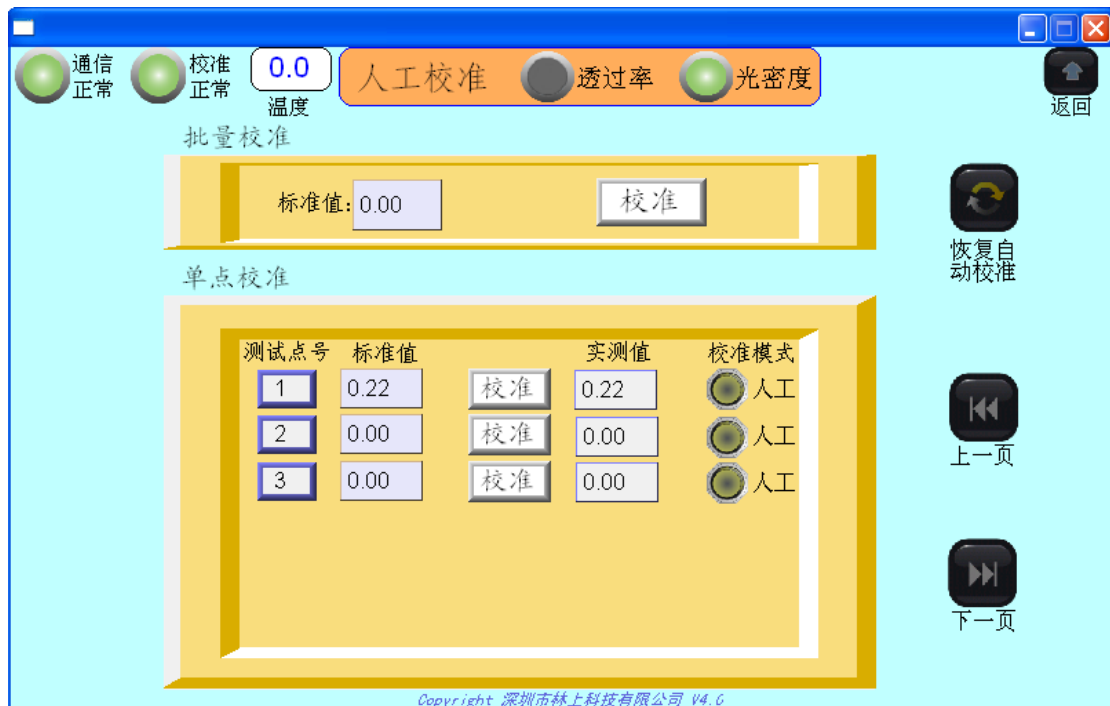 通信
正常
校准
正常
0.0
温度
人工校准
透过率
光密度
返回
批量校准
标准值: 0.00
校准
恢复自
动校准
单点校准
测试点号 标准值 实测值 校准模式
1 0.22 校准 0.22 人工
2 0.00 校准 0.00 人工
3 0.00 校准 0.00 人工
上一页
下一页
Copyright 深圳市林上科技有限公司